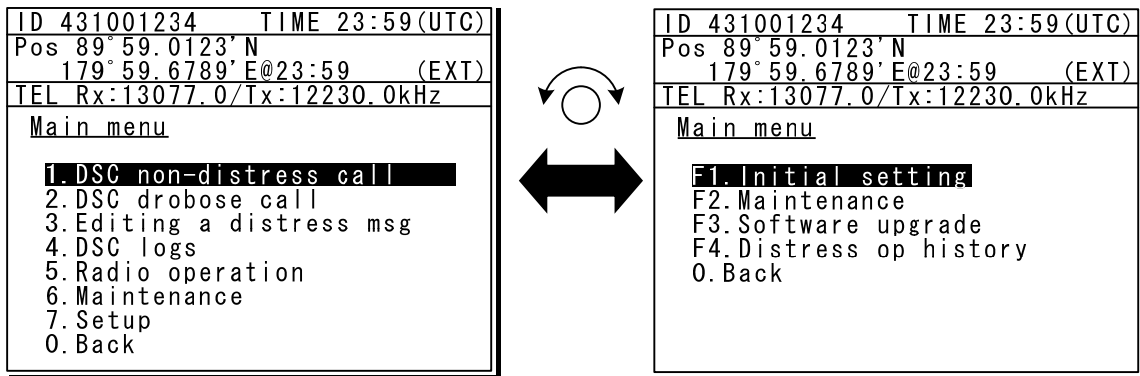 ID 431001234 TIME 23:59(UTC)
Pos 89°59.0123'N
179°59.6789'E@23:59 (EXT)
TEL Rx:13077.0/Tx:12230.0kHz
Main menu
1.DSC non-distress call
2.DSC drobose call
3.Editing a distress msg
4.DSC logs
5.Radio operation
6.Maintenance
7.Setup
0.Back
ID 431001234 TIME 23:59(UTC)
Pos 89°59.0123'N
179°59.6789'E@23:59 (EXT)
TEL Rx:13077.0/Tx:12230.0kHz
Main menu
F1.Initial setting
F2.Maintenance
F3.Software upgrade
F4.Distress op history
0.Back